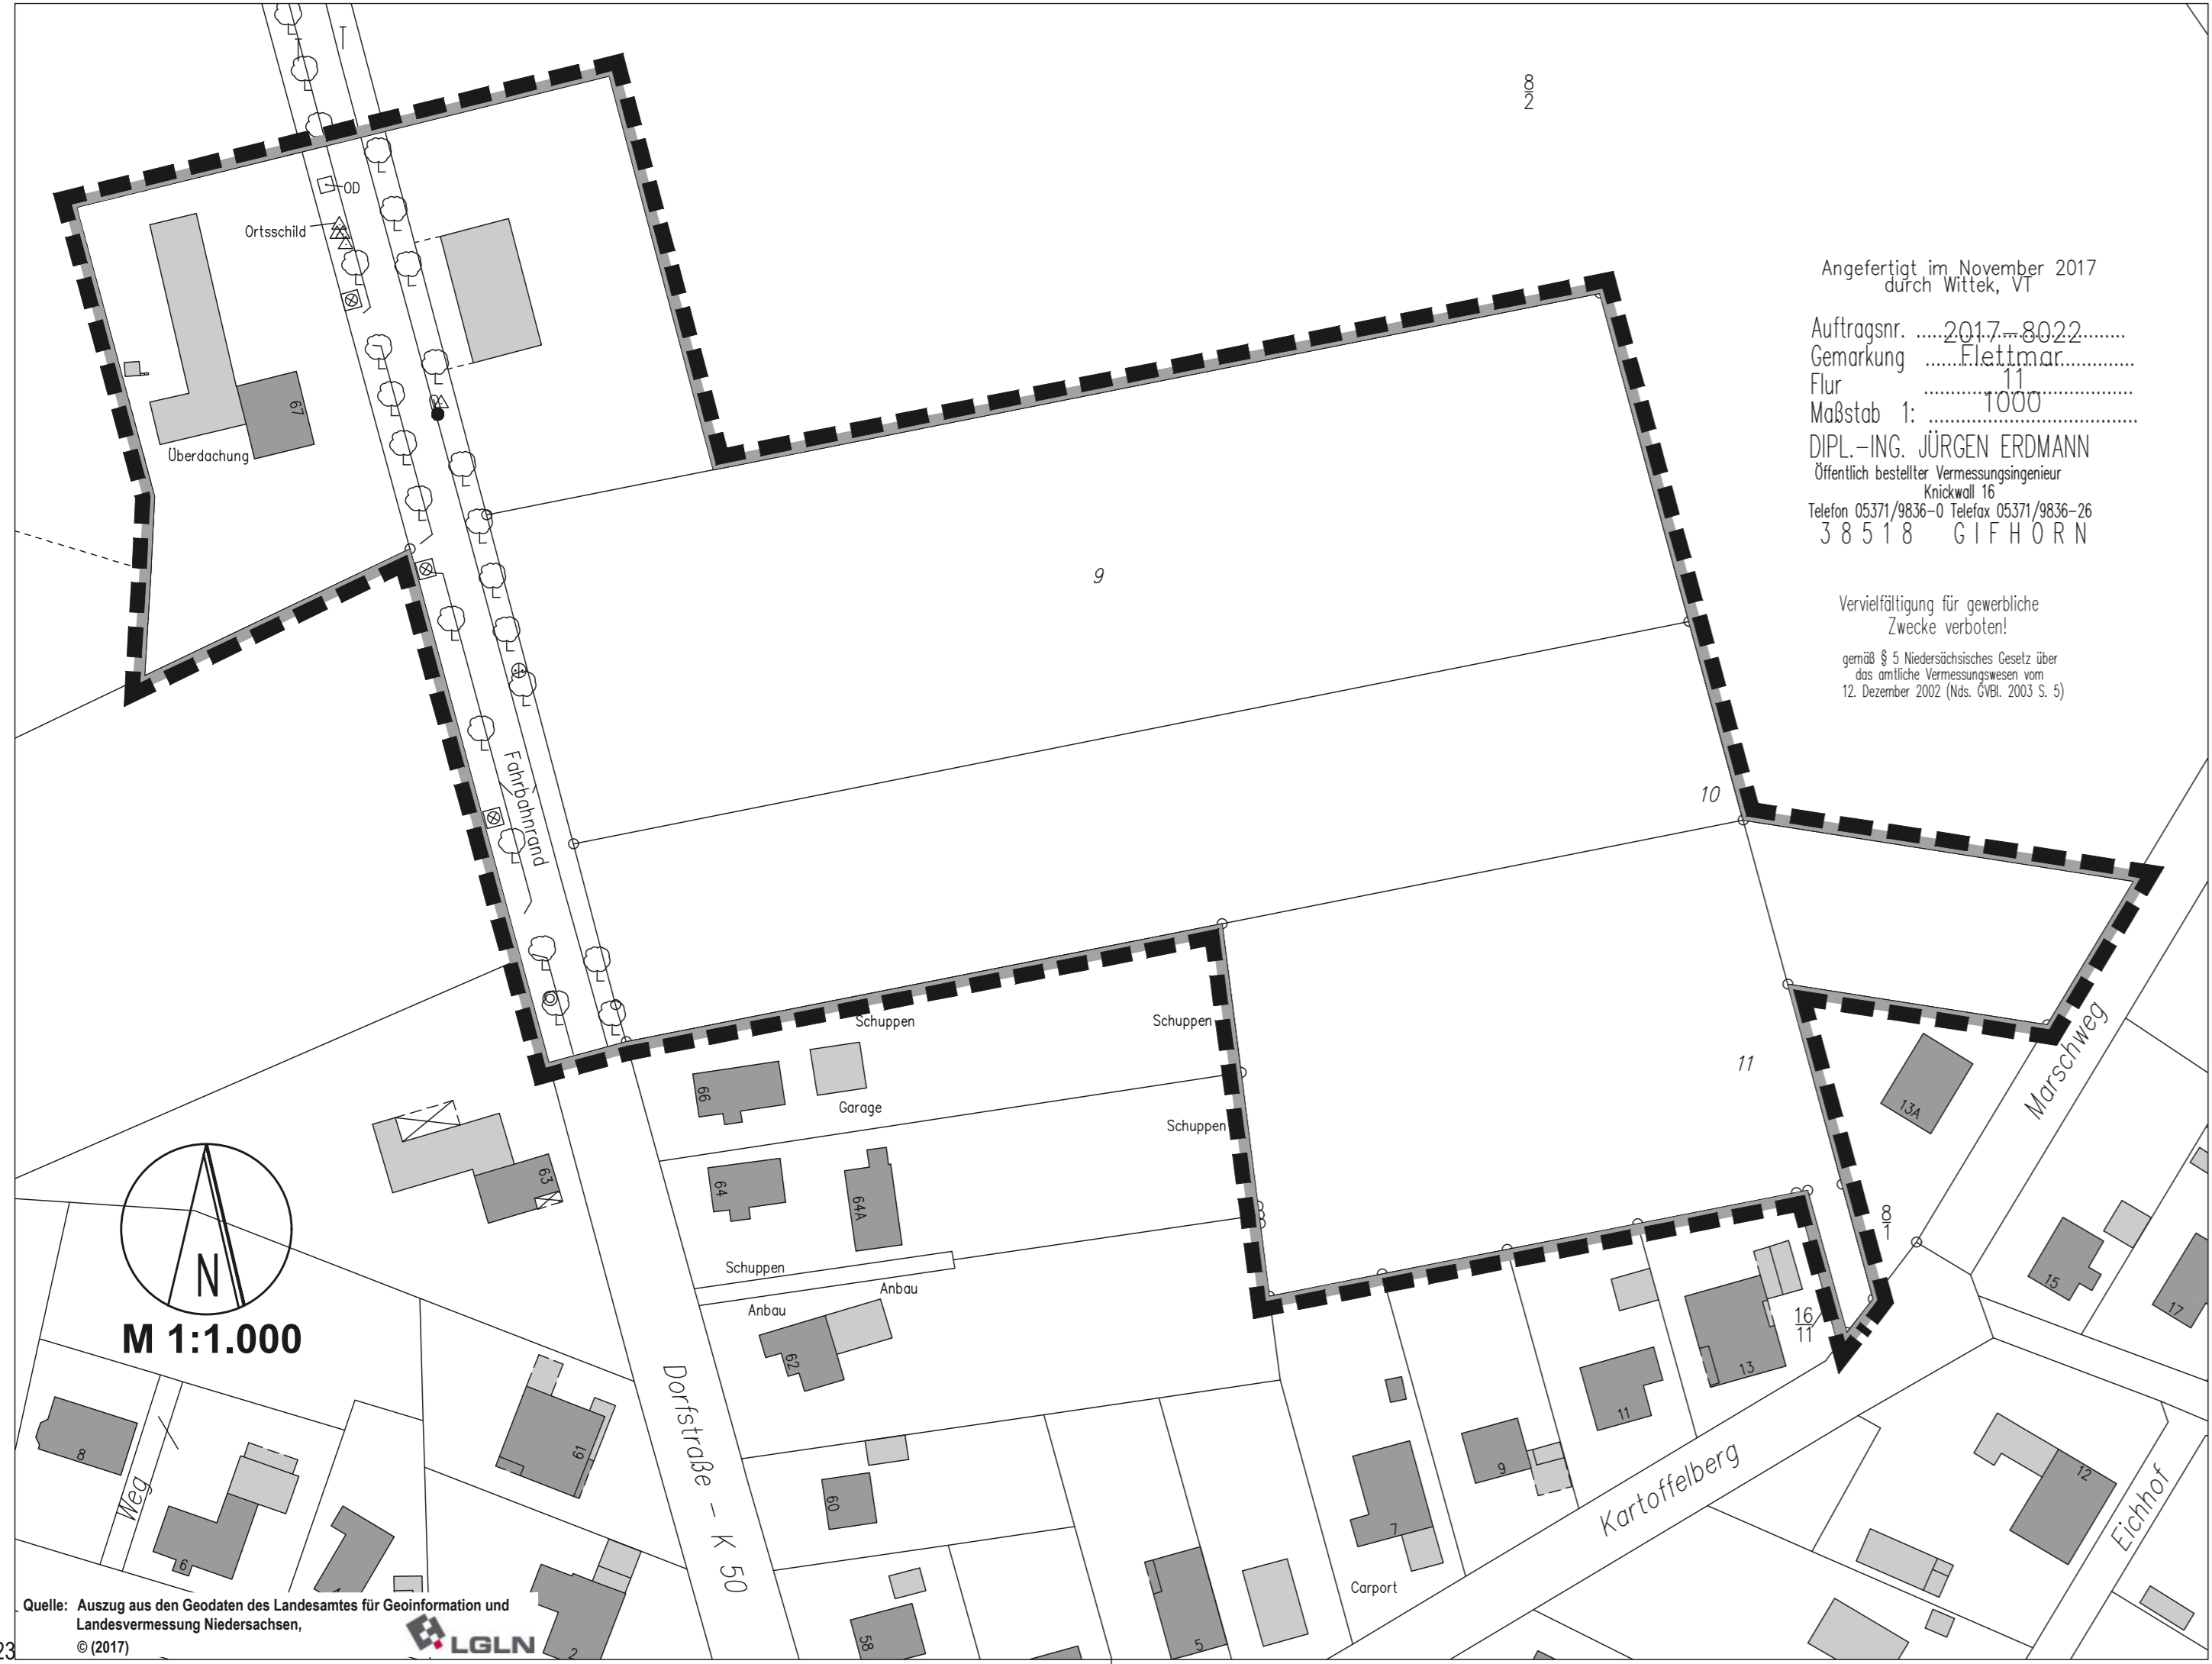 8
2
OD
Ortsschild
67
Überdachung
Angefertigt im November 2017
durch Wittek, VT
Auftragsnr. 2017-8022
Gemarkung Flettmar
Flur 11
Maßstab 1: 1000
DIPL.-ING. JÜRGEN ERDMANN
Öffentlich bestellter Vermessungsingenieur
Knickwall 16
Telefon 05371/9836-0 Telefax 05371/9836-26
38518 GIFHORN
Vervielfältigung für gewerbliche
Zwecke verboten!
gemäß § 5 Niedersächsisches Gesetz über
das amtliche Vermessungswesen vom
12. Dezember 2002 (Nds. GVBl. 2003 S. 5)
9
Fahrbahnrand
10
Schuppen
Schuppen
11
Marschweg
66
Garage
13A
Schuppen
63
64
64A
8
1
15
17
N
M 1:1.000
Schuppen
Anbau
Anbau
62
16
11
13
Dorfstraße - K 50
11
9
7
Kartoffelberg
12
Eichhof
8
Weg
6
61
60
Carport
58
5
2
Quelle: Auszug aus den Geodaten des Landesamtes für Geoinformation und
Landesvermessung Niedersachsen,
© (2017)
LGLN
23